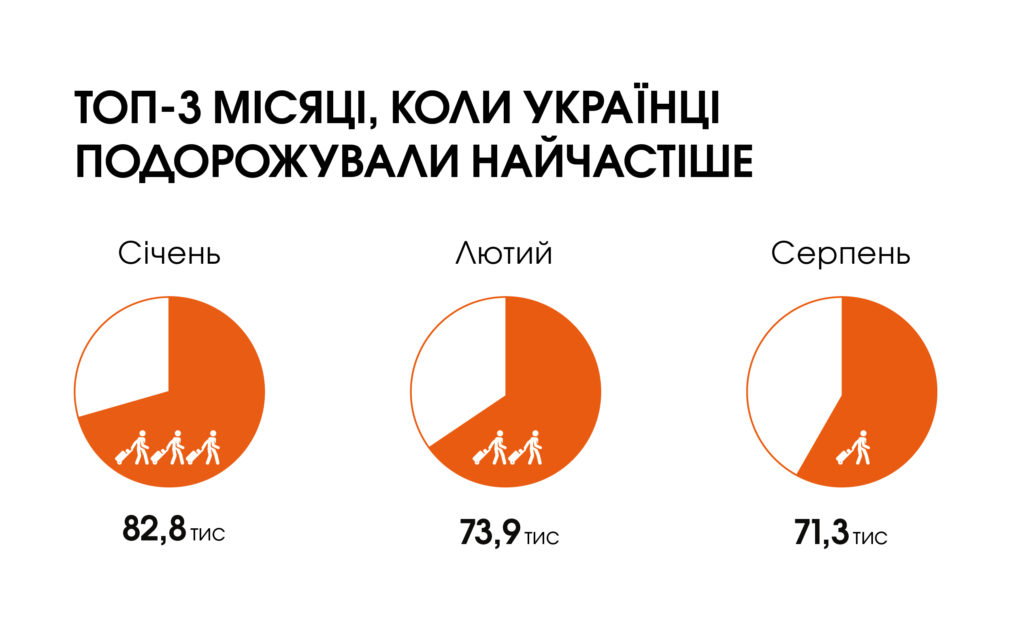 ТОП-3 МІСЯЦІ, КОЛИ УКРАЇНЦІ
ПОДОРОЖУВАЛИ НАЙЧАСТІШЕ
Січень
Лютий
Серпень
82,8 тис
73,9 тис
71,3 тис